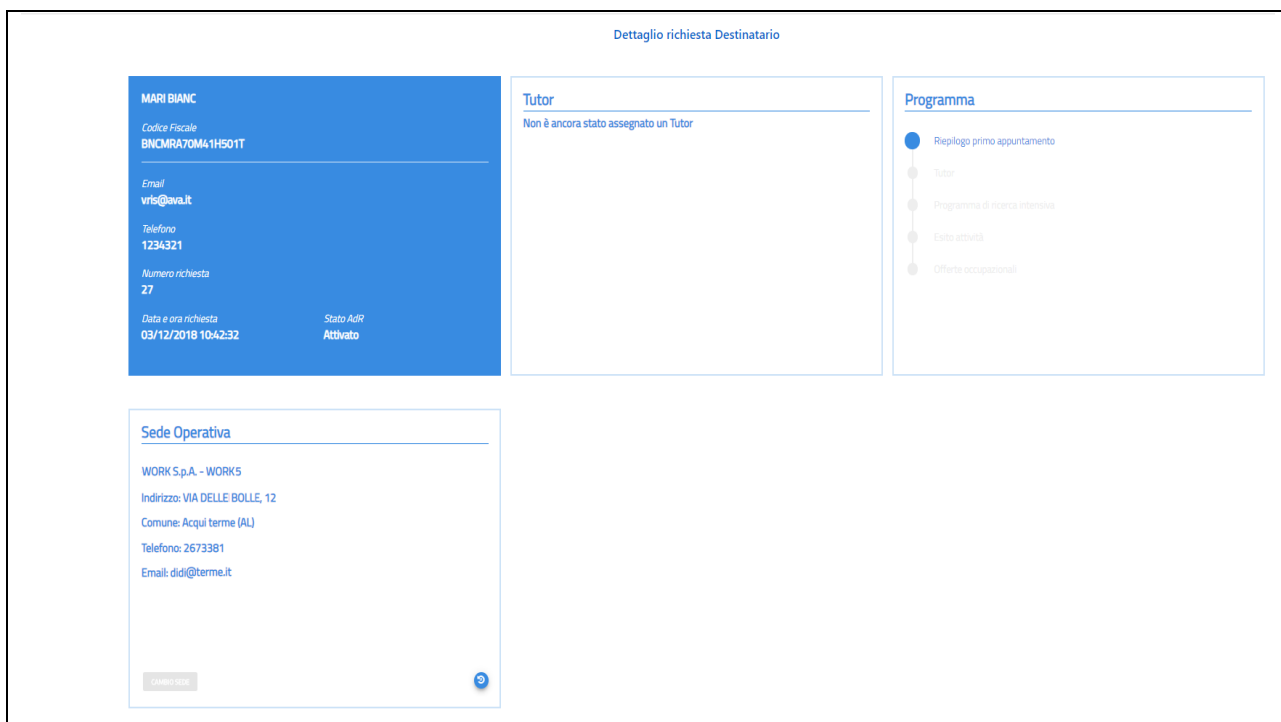 Dettaglio richiesta Destinatario
MARI BIANC
Codice Fiscale
BNCMRA70M41H501T
Email
vris@ava.it
Telefono
1234321
Numero richiesta
27
Data e ora richiesta Stato AdR
03/12/2018 10:42:32 Attivato
Tutor
Non è ancora stato assegnato un Tutor
Programma
Riepilogo primo appuntamento
Tutor
Programma di ricerca intensiva
Esito attività
Offerte occupazionali
Sede Operativa
WORK S.p.A. - WORK5
Indirizzo: VIA DELLE BOLLE, 12
Comune: Acqui terme (AL)
Telefono: 2673381
Email: didi@terme.it
CAMBIO SEDE